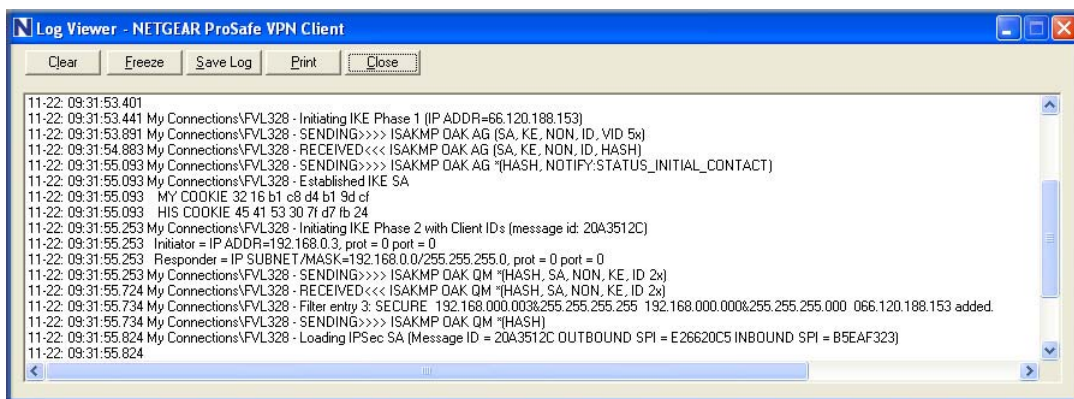 Log Viewer - NETGEAR ProSafe VPN Client
Clear Freeze Save Log Print Close
11-22: 09:31:53.401
11-22: 09:31:53.441 My Connections\FVL328 - Initiating IKE Phase 1 (IP ADDR=66.120.188.153)
11-22: 09:31:53.891 My Connections\FVL328 - SENDING>>>> ISAKMP OAK AG (SA, KE, NON, ID, VID 5x)
11-22: 09:31:54.883 My Connections\FVL328 - RECEIVED<<< ISAKMP OAK AG (SA, KE, NON, ID, HASH)
11-22: 09:31:55.093 My Connections\FVL328 - SENDING>>>> ISAKMP OAK AG *(HASH, NOTIFY:STATUS_INITIAL_CONTACT)
11-22: 09:31:55.093 My Connections\FVL328 - Established IKE SA
11-22: 09:31:55.093 MY COOKIE 32 16 b1 c8 d4 b1 9d cf
11-22: 09:31:55.093 HIS COOKIE 45 41 53 30 7f d7 fb 24
11-22: 09:31:55.253 My Connections\FVL328 - Initiating IKE Phase 2 with Client IDs (message id: 20A3512C)
11-22: 09:31:55.253 Initiator = IP ADDR=192.168.0.3, prot = 0 port = 0
11-22: 09:31:55.253 Responder = IP SUBNET/MASK=192.168.0.0/255.255.255.0, prot = 0 port = 0
11-22: 09:31:55.253 My Connections\FVL328 - SENDING>>>> ISAKMP OAK QM *(HASH, SA, NON, KE, ID 2x)
11-22: 09:31:55.724 My Connections\FVL328 - RECEIVED<<< ISAKMP OAK QM *(HASH, SA, NON, KE, ID 2x)
11-22: 09:31:55.734 My Connections\FVL328 - Filter entry 3: SECURE 192.168.000.003&255.255.255.255 192.168.000.000&255.255.255.000 066.120.188.153 added.
11-22: 09:31:55.734 My Connections\FVL328 - SENDING>>>> ISAKMP OAK QM *(HASH)
11-22: 09:31:55.824 My Connections\FVL328 - Loading IPSec SA (Message ID = 20A3512C OUTBOUND SPI = E26620C5 INBOUND SPI = B5EAF323)
11-22: 09:31:55.824